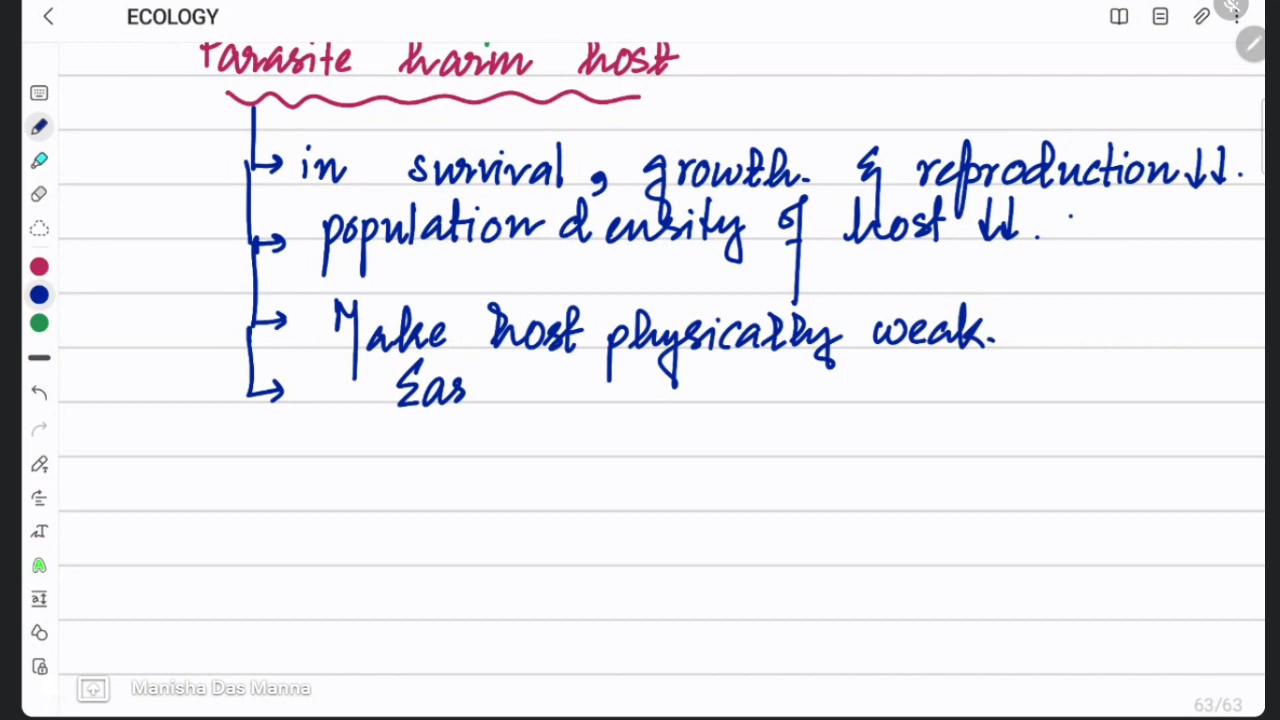 ECOLOGY
Parasite harm host
→ in survival, growth. & reproduction ↓↓.
→ population density of host ↓↓.
→ Make host physically weak.
→ Eas
Manisha Das Manna
63/63